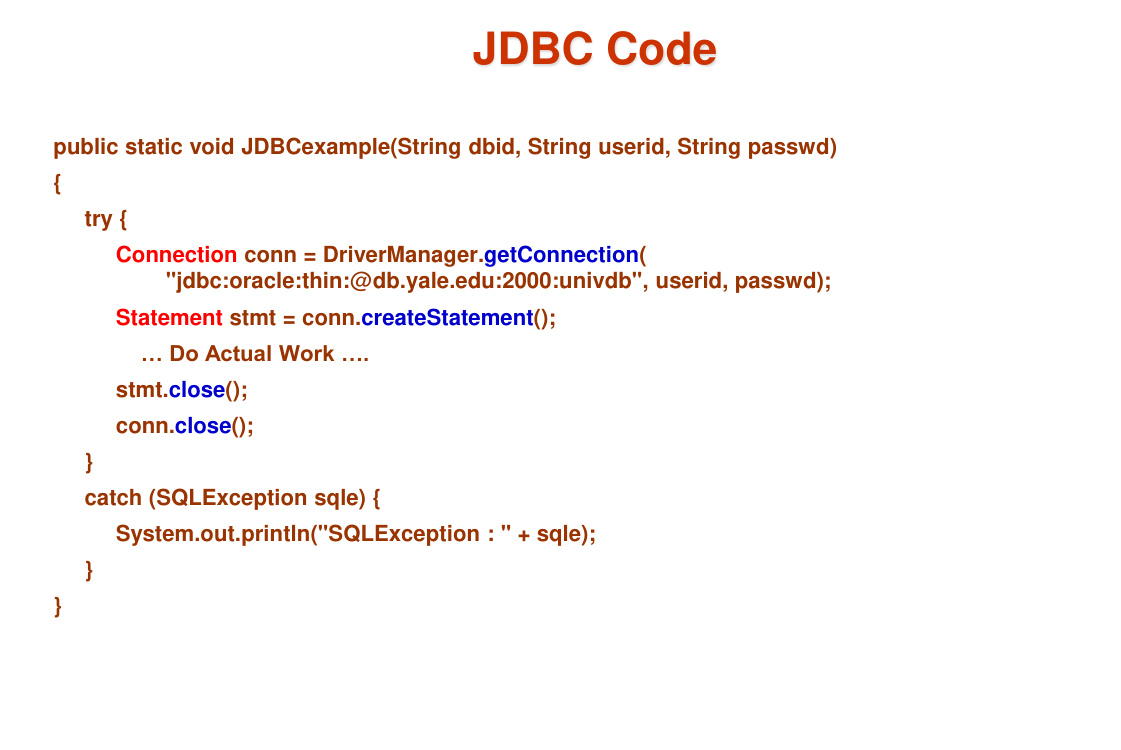 JDBC Code
public static void JDBCexample(String dbid, String userid, String passwd)
{
try {
Connection conn = DriverManager.getConnection(
"jdbc:oracle:thin:@db.yale.edu:2000:univdb", userid, passwd);
Statement stmt = conn.createStatement();
… Do Actual Work ….
stmt.close();
conn.close();
}
catch (SQLException sqle) {
System.out.println("SQLException : " + sqle);
}
}